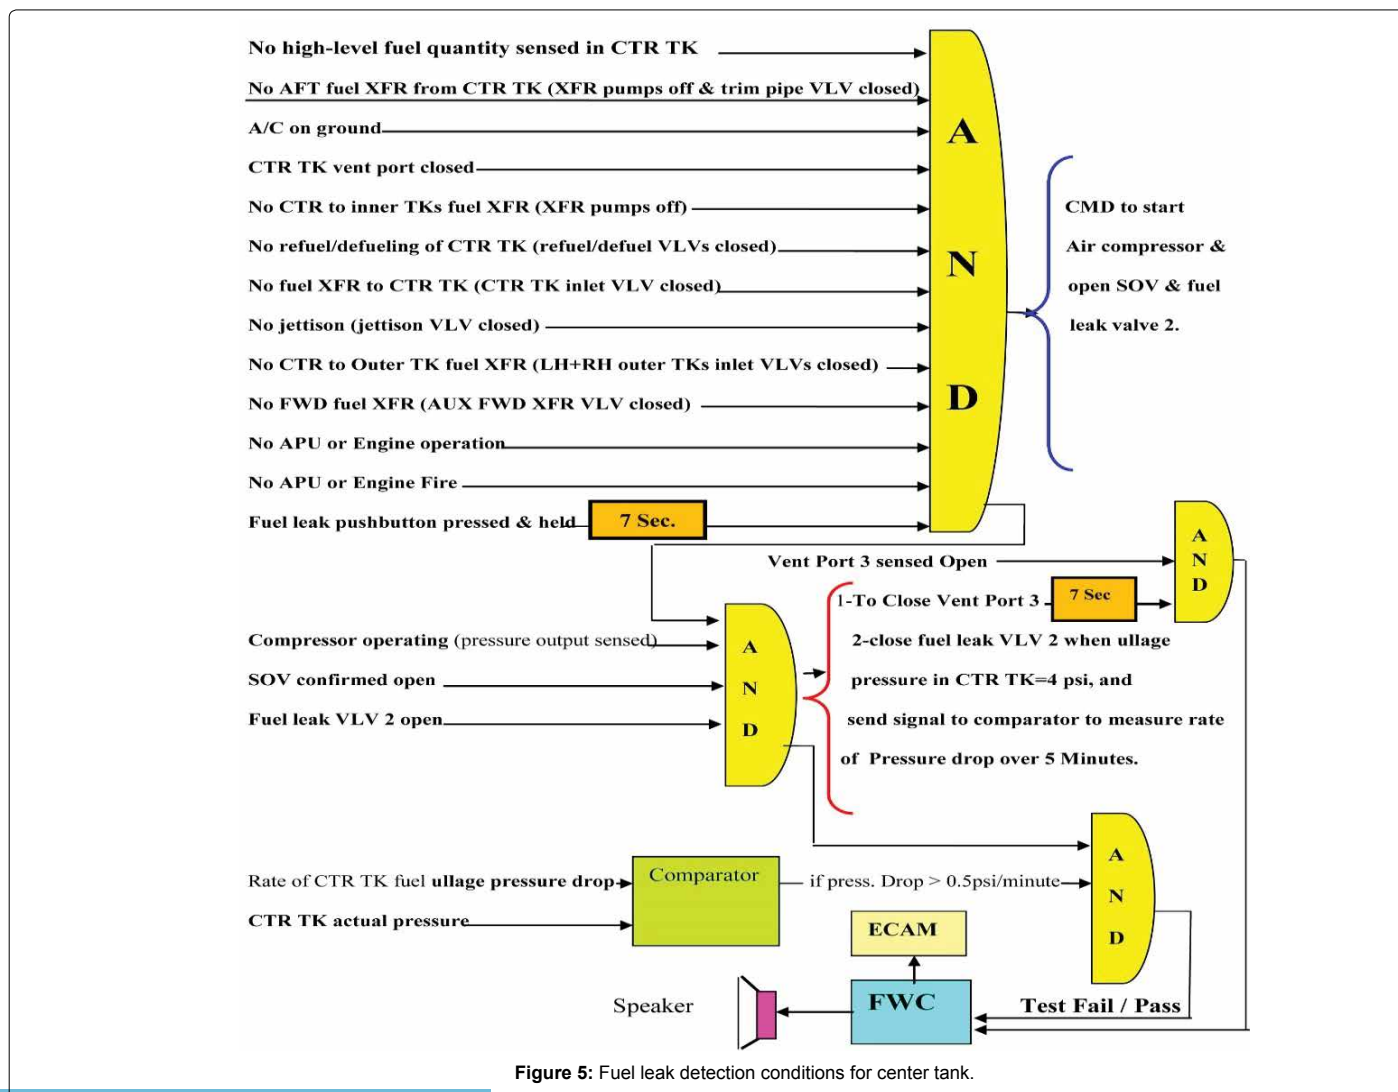 No high-level fuel quantity sensed in CTR TK
No AFT fuel XFR from CTR TK (XFR pumps off & trim pipe VLV closed)
A/C on ground
CTR TK vent port closed
No CTR to inner TKs fuel XFR (XFR pumps off)
No refuel/defueling of CTR TK (refuel/defuel VLVs closed)
No fuel XFR to CTR TK (CTR TK inlet VLV closed)
No jettison (jettison VLV closed)
No CTR to Outer TK fuel XFR (LH+RH outer TKs inlet VLVs closed)
No FWD fuel XFR (AUX FWD XFR VLV closed)
No APU or Engine operation
No APU or Engine Fire
Fuel leak pushbutton pressed & held
7 Sec.
A
N
D
CMD to start
Air compressor &
open SOV & fuel
leak valve 2.
Vent Port 3 sensed Open
A
N
D
1-To Close Vent Port 3
7 Sec
2-close fuel leak VLV 2 when ullage
pressure in CTR TK=4 psi, and
send signal to comparator to measure rate
of Pressure drop over 5 Minutes.
Compressor operating (pressure output sensed)
SOV confirmed open
Fuel leak VLV 2 open
A
N
D
Rate of CTR TK fuel ullage pressure drop
CTR TK actual pressure
Comparator
if press. Drop > 0.5psi/minute
A
N
D
ECAM
Speaker
FWC
Test Fail / Pass
Figure 5: Fuel leak detection conditions for center tank.